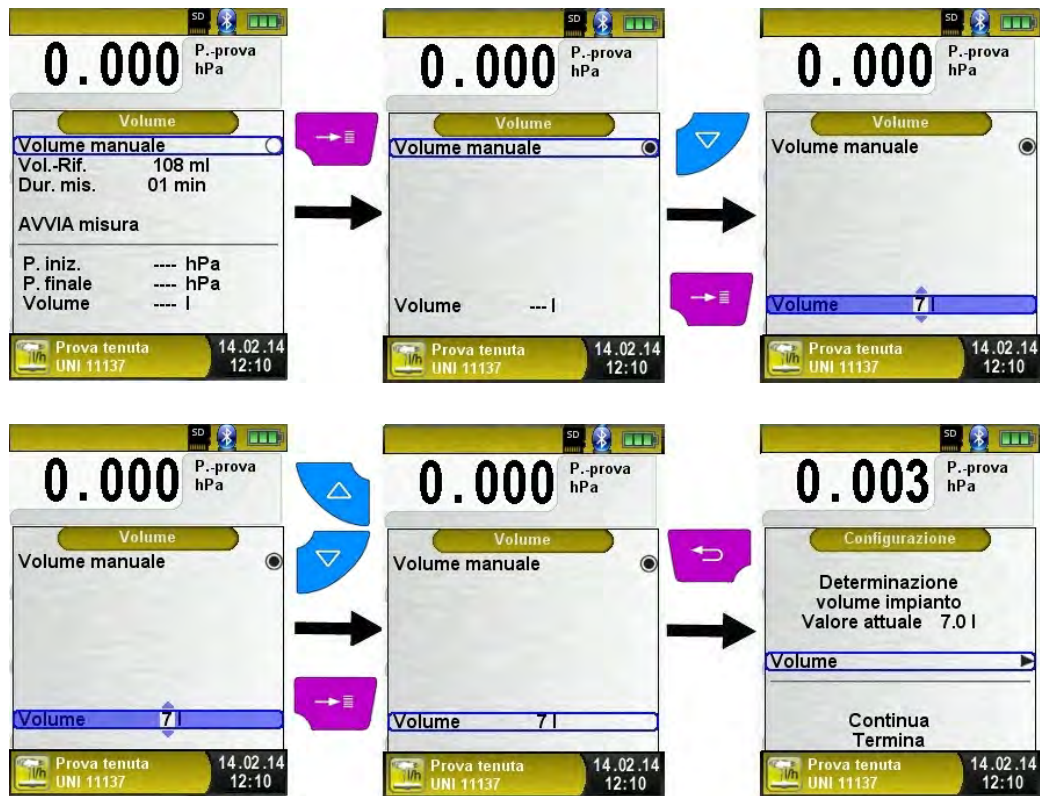 SD
0.000 P.-prova
hPa
Volume
Volume manuale
Vol.-Rif. 108 ml
Dur. mis. 01 min
AVVIA misura
P. iniz. ---- hPa
P. finale ---- hPa
Volume ---- l
l/h Prova tenuta 14.02.14
UNI 11137 12:10
SD
0.000 P.-prova
hPa
Volume
Volume manuale
Volume --- l
l/h Prova tenuta 14.02.14
UNI 11137 12:10
SD
0.000 P.-prova
hPa
Volume
Volume manuale
Volume 7 l
l/h Prova tenuta 14.02.14
UNI 11137 12:10
SD
0.000 P.-prova
hPa
Volume
Volume manuale
Volume 7 l
l/h Prova tenuta 14.02.14
UNI 11137 12:10
SD
0.000 P.-prova
hPa
Volume
Volume manuale
Volume 7 l
l/h Prova tenuta 14.02.14
UNI 11137 12:10
SD
0.003 P.-prova
hPa
Configurazione
Determinazione
volume impianto
Valore attuale 7.0 l
Volume
Continua
Termina
l/h Prova tenuta 14.02.14
UNI 11137 12:10